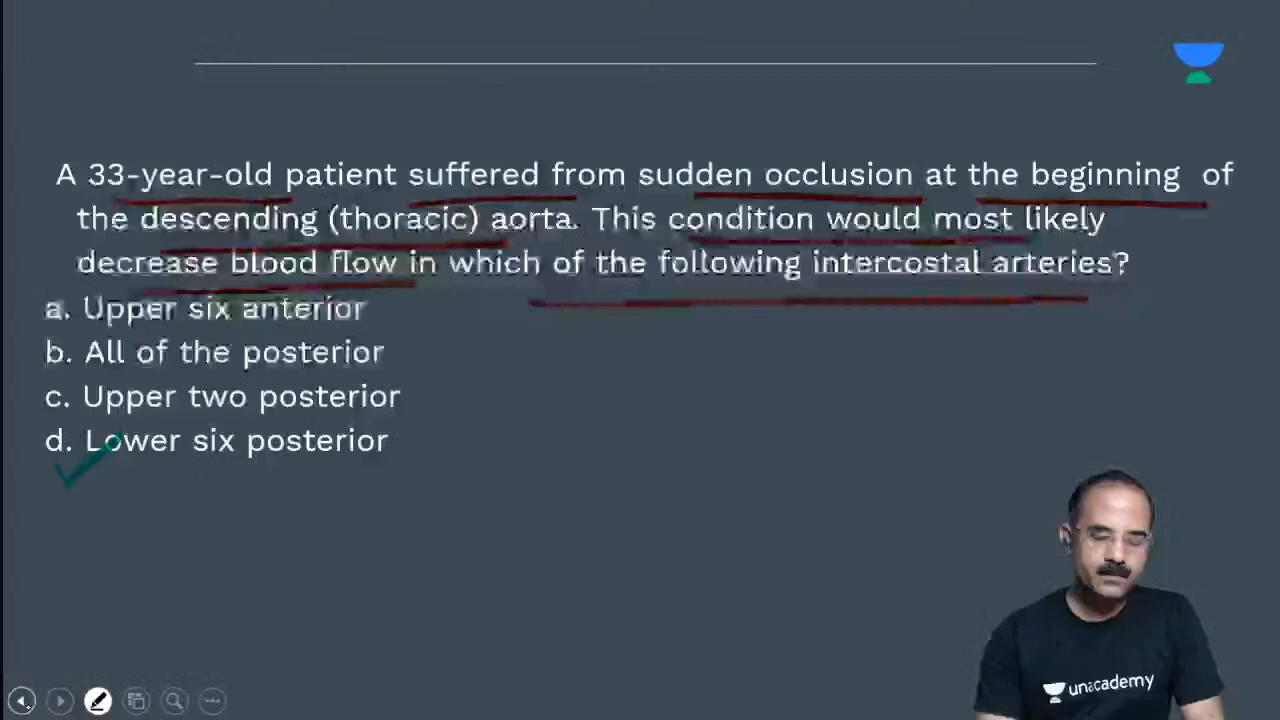 A 33-year-old patient suffered from sudden occlusion at the beginning of
the descending (thoracic) aorta. This condition would most likely
decrease blood flow in which of the following intercostal arteries?
a. Upper six anterior
b. All of the posterior
c. Upper two posterior
d. Lower six posterior
unacademy